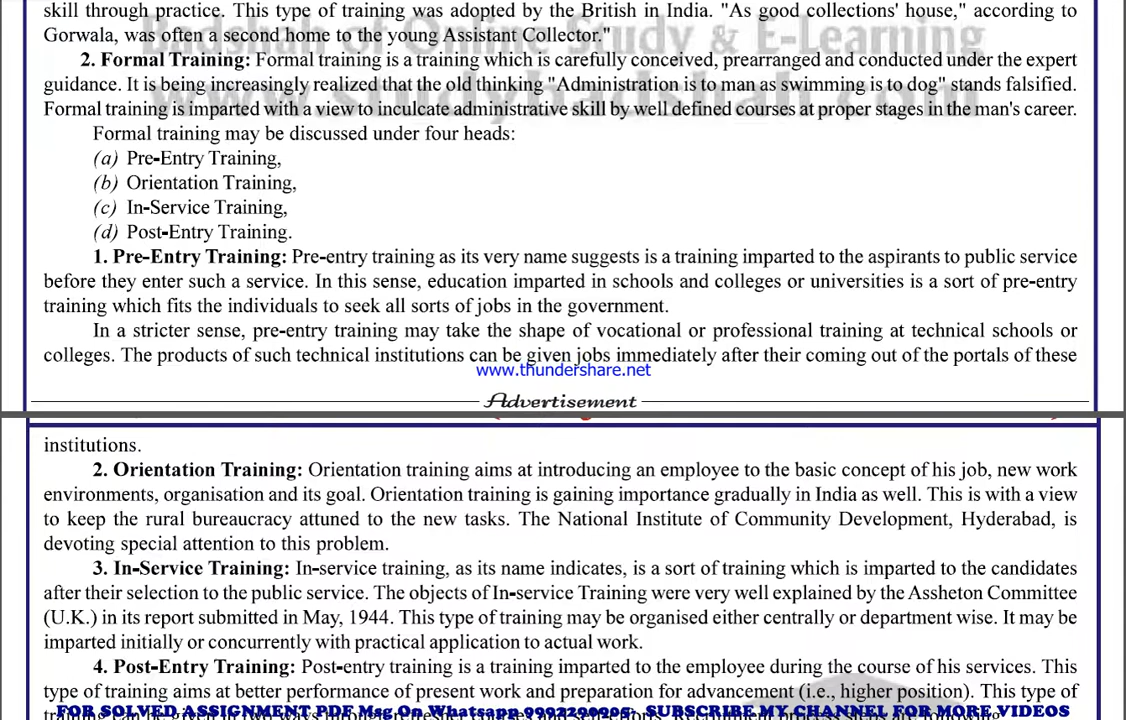 skill through practice. This type of training was adopted by the British in India. "As good collections' house," according to
Gorwala, was often a second home to the young Assistant Collector."
Badshah of Online Study & E-Learning
2. Formal Training: Formal training is a training which is carefully conceived, prearranged and conducted under the expert
guidance. It is being increasingly realized that the old thinking "Administration is to man as swimming is to dog" stands falsified.
www.studybadshah.com
Formal training is imparted with a view to inculcate administrative skill by well defined courses at proper stages in the man's career.
Formal training may be discussed under four heads:
(a) Pre-Entry Training,
(b) Orientation Training,
(c) In-Service Training,
(d) Post-Entry Training.
1. Pre-Entry Training: Pre-entry training as its very name suggests is a training imparted to the aspirants to public service
before they enter such a service. In this sense, education imparted in schools and colleges or universities is a sort of pre-entry
training which fits the individuals to seek all sorts of jobs in the government.
In a stricter sense, pre-entry training may take the shape of vocational or professional training at technical schools or
colleges. The products of such technical institutions can be given jobs immediately after their coming out of the portals of these
www.thundershare.net
Advertisement
institutions.
2. Orientation Training: Orientation training aims at introducing an employee to the basic concept of his job, new work
environments, organisation and its goal. Orientation training is gaining importance gradually in India as well. This is with a view
to keep the rural bureaucracy attuned to the new tasks. The National Institute of Community Development, Hyderabad, is
devoting special attention to this problem.
3. In-Service Training: In-service training, as its name indicates, is a sort of training which is imparted to the candidates
after their selection to the public service. The objects of In-service Training were very well explained by the Assheton Committee
(U.K.) in its report submitted in May, 1944. This type of training may be organised either centrally or department wise. It may be
imparted initially or concurrently with practical application to actual work.
4. Post-Entry Training: Post-entry training is a training imparted to the employee during the course of his services. This
type of training aims at better performance of present work and preparation for advancement (i.e., higher position). This type of
FOR SOLVED ASSIGNMENT PDF Msg On Whatsapp 9992290905. SUBSCRIBE MY CHANNEL FOR MORE VIDEOS